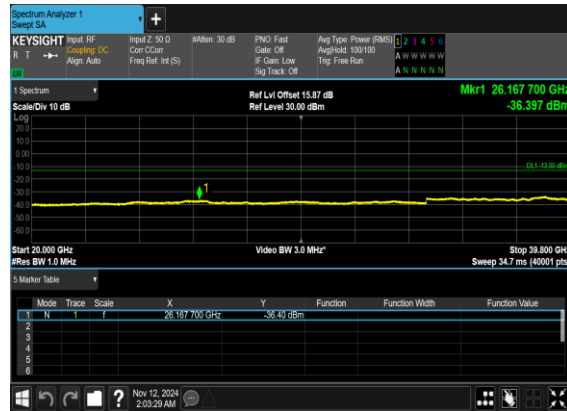 Spectrum Analyzer 1
Swept SA
+
KEYSIGHT
R T
Input: RF
Coupling: DC
Align: Auto
Input Z: 50 Ω
Corr CCorr
Freq Ref: Int (S)
#Atten: 30 dB
PNO: Fast
Gate: Off
IF Gain: Low
Sig Track: Off
Avg Type: Power (RMS)
Avg|Hold: 100/100
Trig: Free Run
1 2 3 4 5 6
A W W W W W
A N N N N N
1 Spectrum
Scale/Div 10 dB
Log
Ref Lvl Offset 15.87 dB
Ref Level 30.00 dBm
Mkr1 26.167 700 GHz
-36.397 dBm
20.0
10.0
0.00
-10.0
-20.0
-30.0
-40.0
-50.0
-60.0
DL1 -13.00 dBm
1
Start 20.000 GHz
#Res BW 1.0 MHz
Video BW 3.0 MHz*
Stop 39.800 GHz
Sweep 34.7 ms (40001 pts)
5 Marker Table
Mode Trace Scale X Y Function Function Width Function Value
1 N 1 f 26.167 700 GHz -36.40 dBm
2
3
4
5
6
?
Nov 12, 2024
2:03:29 AM